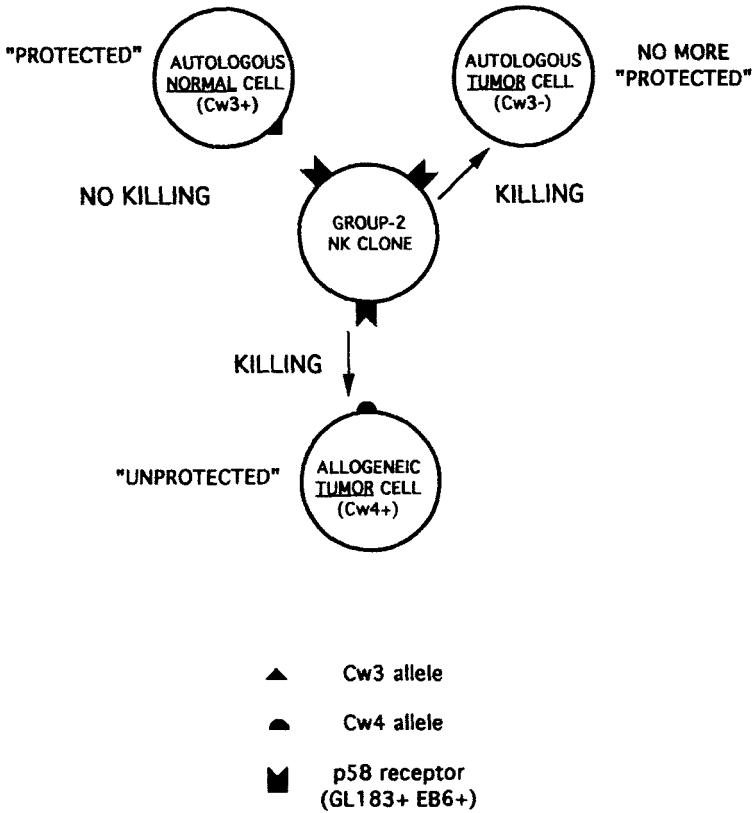 "PROTECTED"
AUTOLOGOUS
NORMAL CELL
(Cw3+)
AUTOLOGOUS
TUMOR CELL
(Cw3-)
NO MORE
"PROTECTED"
NO KILLING
KILLING
GROUP-2
NK CLONE
KILLING
"UNPROTECTED"
ALLOGENEIC
TUMOR CELL
(Cw4+)
Cw3 allele
Cw4 allele
p58 receptor
(GL183+ EB6+)